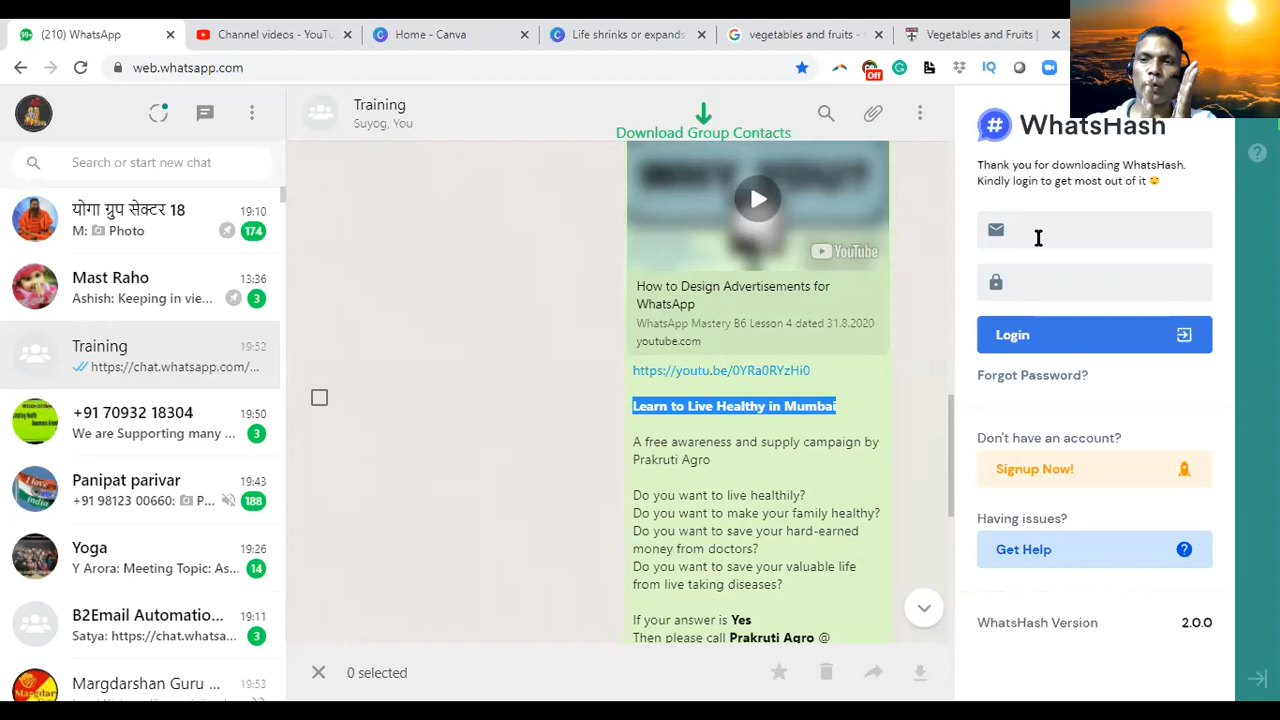 (210) WhatsApp
Channel videos - YouTu
Home - Canva
Life shrinks or expands
vegetables and fruits -
Vegetables and Fruits |
web.whatsapp.com
Off
IQ
Training
Suyog, You
Download Group Contacts
Search or start new chat
योगा ग्रुप सेक्टर 18
19:10
M: Photo
174
Mast Raho
13:36
Ashish: Keeping in vie...
3
Training
19:52
https://chat.whatsapp.com/...
+91 70932 18304
19:50
We are Supporting many ...
3
Panipat parivar
19:43
+91 98123 00660: P...
188
Yoga
19:26
Y Arora: Meeting Topic: As...
14
B2Email Automatio...
19:11
Satya: https://chat.whatsa...
3
Margdarshan Guru ...
19:53
YouTube
How to Design Advertisements for
WhatsApp
WhatsApp Mastery B6 Lesson 4 dated 31.8.2020
youtube.com
https://youtu.be/0YRa0RYzHi0
Learn to Live Healthy in Mumbai
A free awareness and supply campaign by
Prakruti Agro
Do you want to live healthily?
Do you want to make your family healthy?
Do you want to save your hard-earned
money from doctors?
Do you want to save your valuable life
from live taking diseases?
If your answer is Yes
Then please call Prakruti Agro @
0 selected
# WhatsHash
Thank you for downloading WhatsHash.
Kindly login to get most out of it
Login
Forgot Password?
Don't have an account?
Signup Now!
Having issues?
Get Help
WhatsHash Version
2.0.0